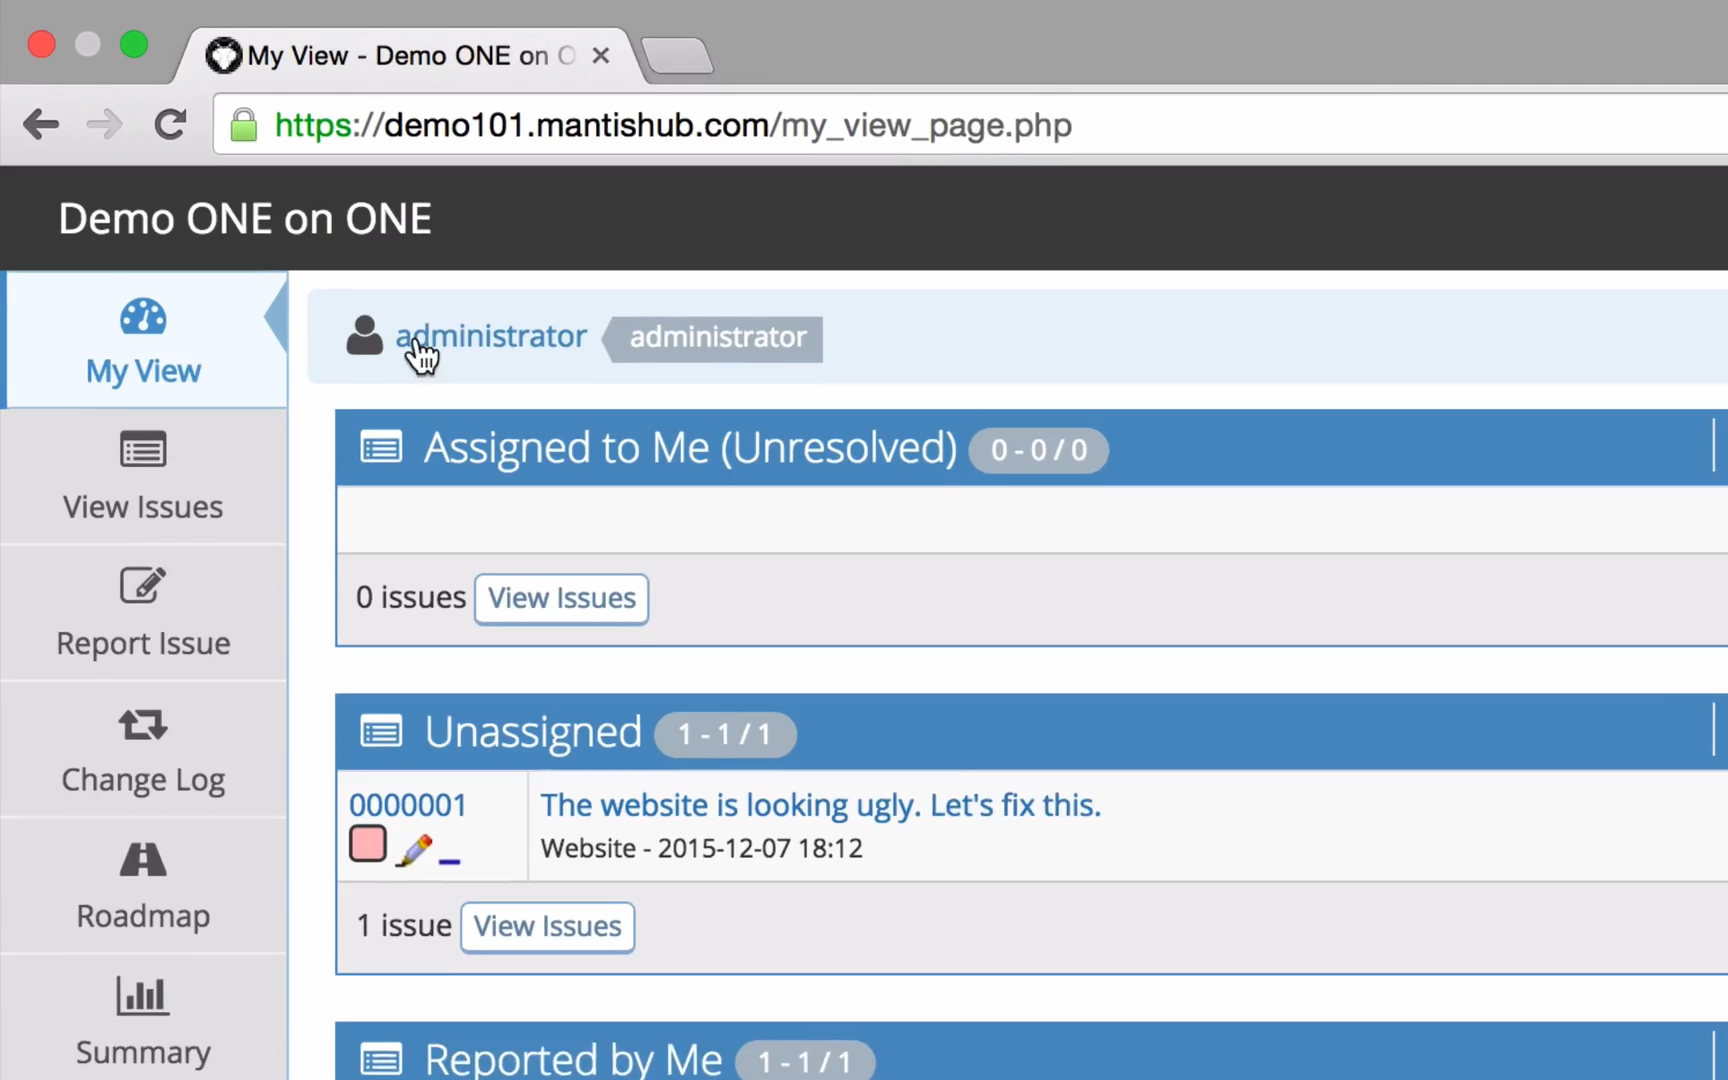 My View - Demo ONE on O
https://demo101.mantishub.com/my_view_page.php
Demo ONE on ONE
My View
View Issues
Report Issue
Change Log
Roadmap
Summary
administrator administrator
Assigned to Me (Unresolved) 0 - 0 / 0
0 issues View Issues
Unassigned 1 - 1 / 1
0000001 The website is looking ugly. Let's fix this.
Website - 2015-12-07 18:12
1 issue View Issues
Reported by Me 1 - 1 / 1